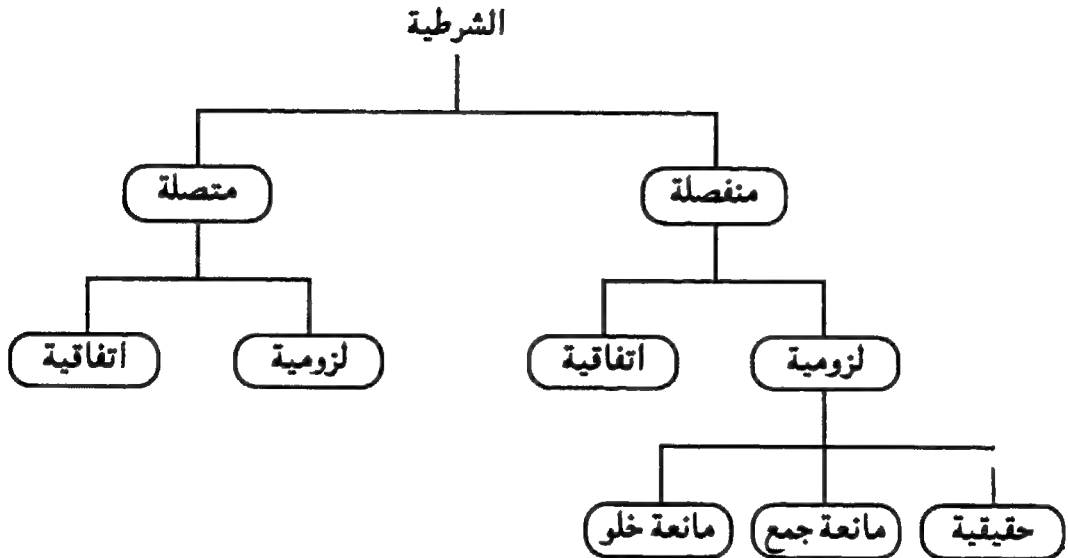 الشرطية
منفصلة متصلة
لزومية اتفاقية لزومية اتفاقية
حقيقية مانعة جمع مانعة خلو